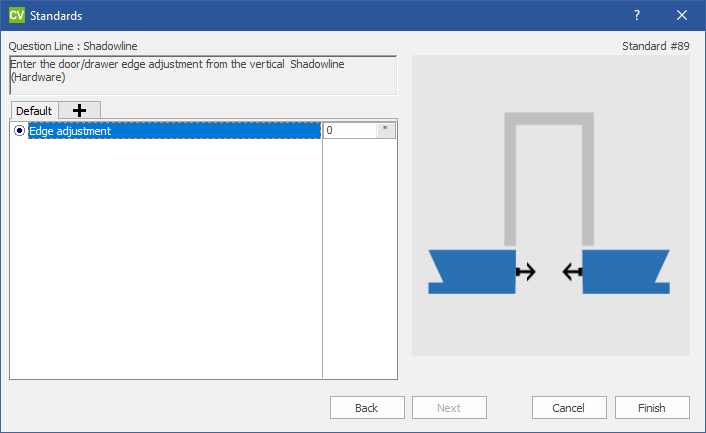 CV Standards ?
Question Line : Shadowline Standard #89
Enter the door/drawer edge adjustment from the vertical Shadowline
(Hardware)
Default
Edge adjustment 0 "
Back Next Cancel Finish